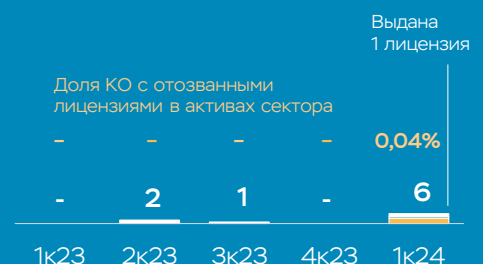 Выдана
1 лицензия
Доля КО с отозванными
лицензиями в активах сектора
– – – – 0,04%
- 2 1 - 6
1к23 2к23 3к23 4к23 1к24